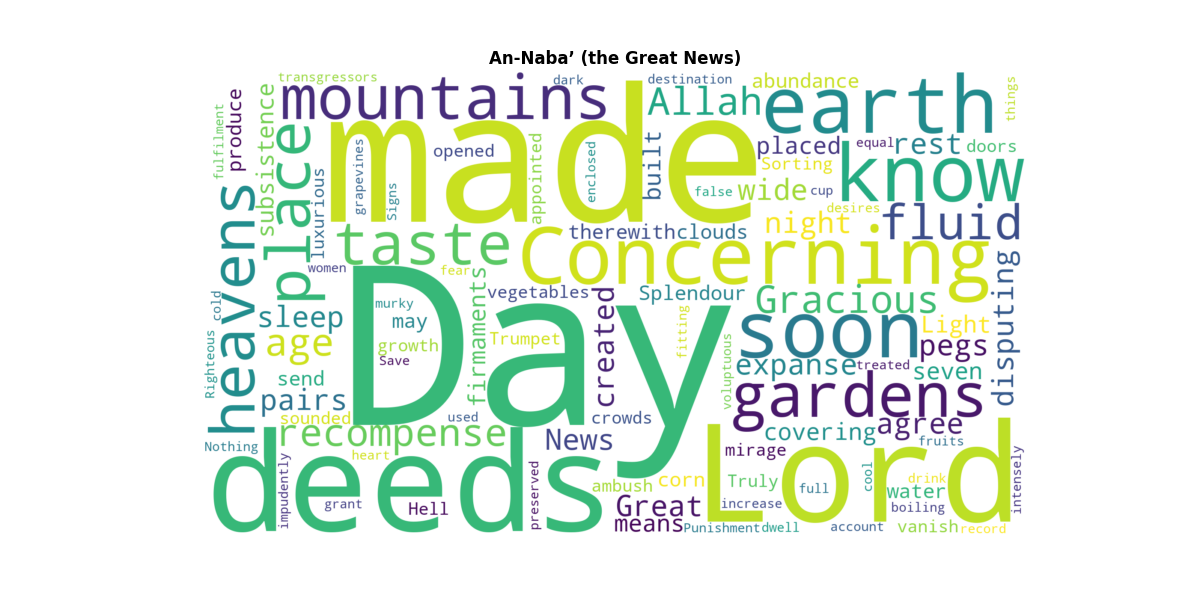 An-Naba’ (the Great News)
transgressors
dark
destination
abundance
things
mountains
made
Allah
earth
produce
fulfilment
subsistence
place
grapevines
Signs
opened
appointed
enclosed
built
placed
equal
rest
doors
Sorting
know
false
wide
cup
luxurious
heavens
taste
therewith
clouds
night
desires
fluid
Concerning
women
fear
firmaments
vegetables
Splendour
Gracious
disputing
cold
Righteous
sleep
murky
may
Day
created
fitting
soon
Light
age
growth
Save
Trumpet
voluptuous
expanse
treated
pegs
seven
send
pairs
gardens
sounded
used
crowds
agree
recompense
News
covering
fruits
Nothing
heart
mirage
Lord
intensely
deeds
impudently
preserved
ambush
corn
Truly
full
cool
drink
water
grant
Hell
Great
increase
boiling
means
Punishment
dwell
account
vanish
record